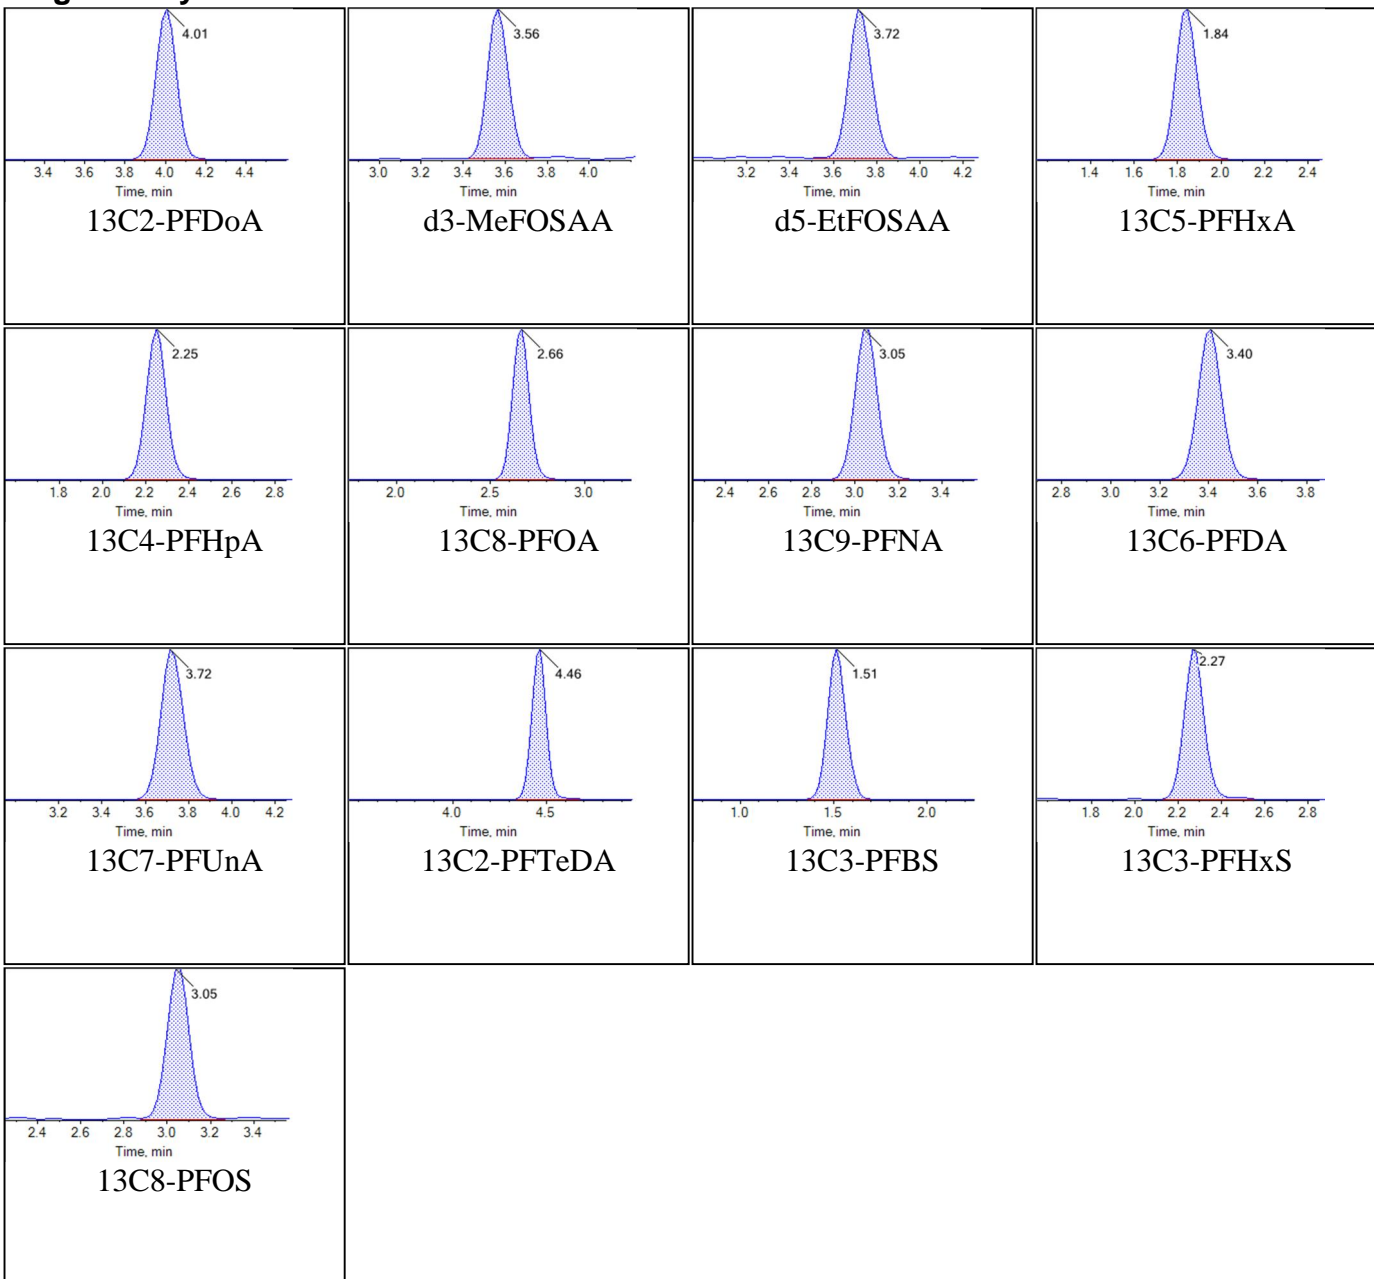 4.01
3.4 3.6 3.8 4.0 4.2 4.4
Time, min
13C2-PFDoA
3.56
3.0 3.2 3.4 3.6 3.8 4.0
Time, min
d3-MeFOSAA
3.72
3.2 3.4 3.6 3.8 4.0 4.2
Time, min
d5-EtFOSAA
1.84
1.4 1.6 1.8 2.0 2.2 2.4
Time, min
13C5-PFHxA
2.25
1.8 2.0 2.2 2.4 2.6 2.8
Time, min
13C4-PFHpA
2.66
2.0 2.5 3.0
Time, min
13C8-PFOA
3.05
2.4 2.6 2.8 3.0 3.2 3.4
Time, min
13C9-PFNA
3.40
2.8 3.0 3.2 3.4 3.6 3.8
Time, min
13C6-PFDA
3.72
3.2 3.4 3.6 3.8 4.0 4.2
Time, min
13C7-PFUnA
4.46
4.0 4.5
Time, min
13C2-PFTeDA
1.51
1.0 1.5 2.0
Time, min
13C3-PFBS
2.27
1.8 2.0 2.2 2.4 2.6 2.8
Time, min
13C3-PFHxS
3.05
2.4 2.6 2.8 3.0 3.2 3.4
Time, min
13C8-PFOS